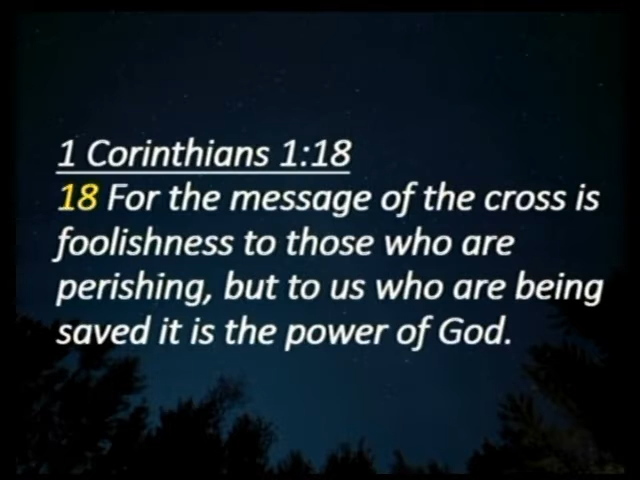 1 Corinthians 1:18
18 For the message of the cross is
foolishness to those who are
perishing, but to us who are being
saved it is the power of God.